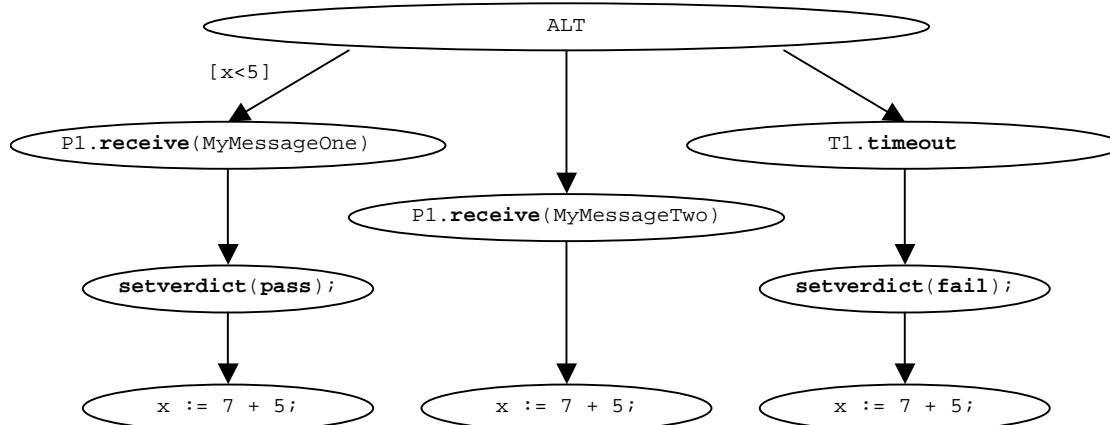 ALT
[x<5]
P1.receive(MyMessageOne)
T1.timeout
P1.receive(MyMessageTwo)
setverdict(pass);
setverdict(fail);
x := 7 + 5;
x := 7 + 5;
x := 7 + 5;